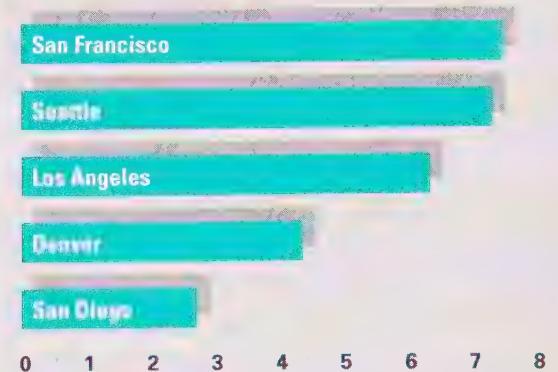 San Francisco
Seattle
Los Angeles
Denver
San Diego
0 1 2 3 4 5 6 7 8